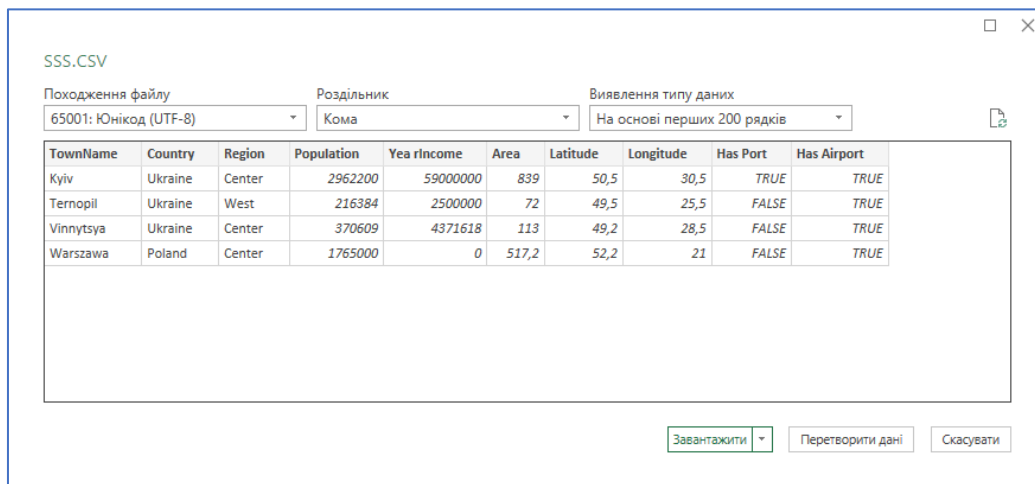 SSS.CSV
Походження файлу Роздільник Виявлення типу даних
65001: Юнікод (UTF-8) Кома На основі перших 200 рядків
TownName Country Region Population Yea rIncome Area Latitude Longitude Has Port Has Airport
Kyiv Ukraine Center 2962200 59000000 839 50,5 30,5 TRUE TRUE
Ternopil Ukraine West 216384 2500000 72 49,5 25,5 FALSE TRUE
Vinnytsya Ukraine Center 370609 4371618 113 49,2 28,5 FALSE TRUE
Warszawa Poland Center 1765000 0 517,2 52,2 21 FALSE TRUE
Завантажити Перетворити дані Скасувати